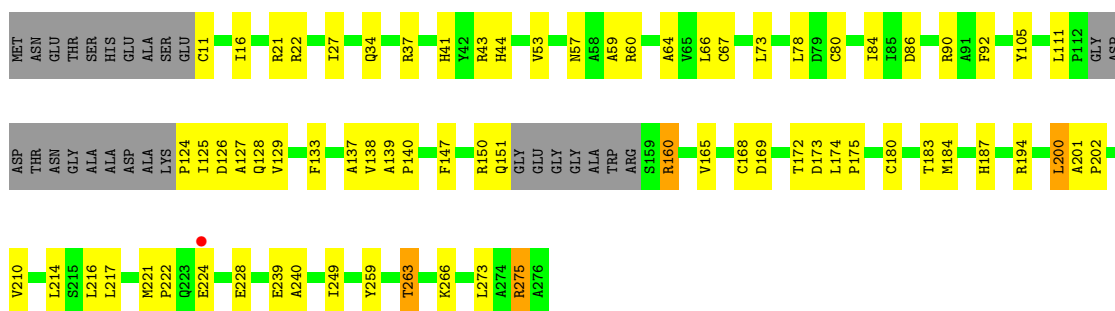 MET ASN GLU THR SER HIS GLU ALA SER GLU C11 I16 R21 R22 I27 Q34 R37 H41 Y42 R43 H44 V53 N57 A58 A59 R60 A64 V65 L66 C67 L73 L78 D79 C80 I84 I85 D86 R90 A91 F92 Y105 L111 P112 GLY ASP
ASP THR ASN GLY ALA ALA ASP ALA LYS P124 I125 D126 A127 Q128 V129 F133 A137 V138 A139 P140 F147 R150 Q151 GLY GLU GLY GLY ALA TRP ARG S159 R160 V165 C168 D169 T172 D173 L174 P175 C180 T183 M184 H187 R194 L200 A201 P202
V210 L214 S215 L216 L217 M221 P222 Q223 E224 E228 E239 A240 I249 Y259 T263 K266 L273 A274 R275 A276